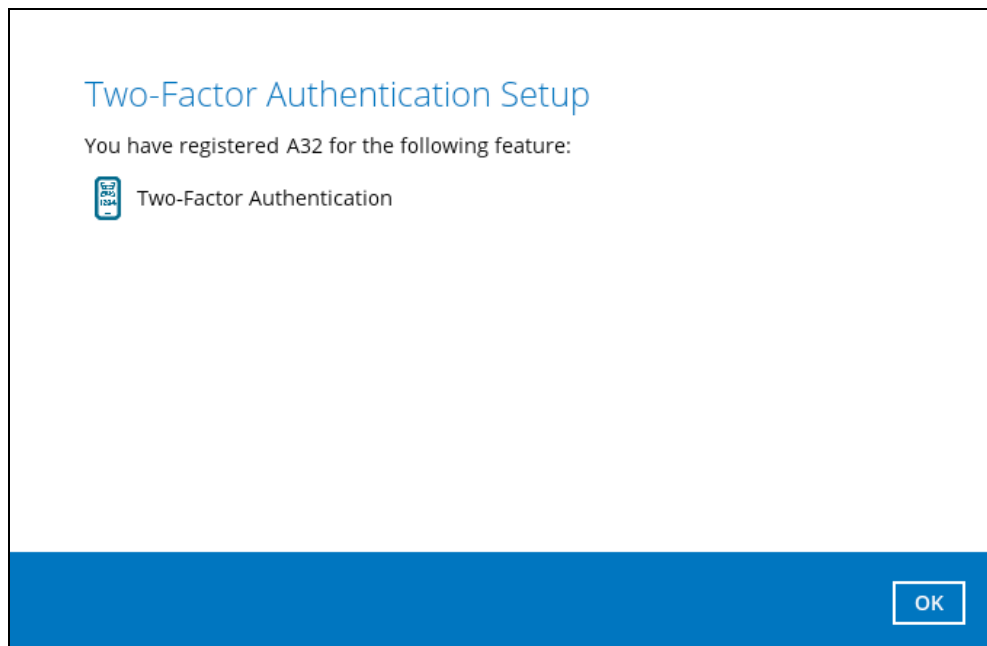 Two-Factor Authentication Setup
You have registered A32 for the following feature:
Two-Factor Authentication
OK